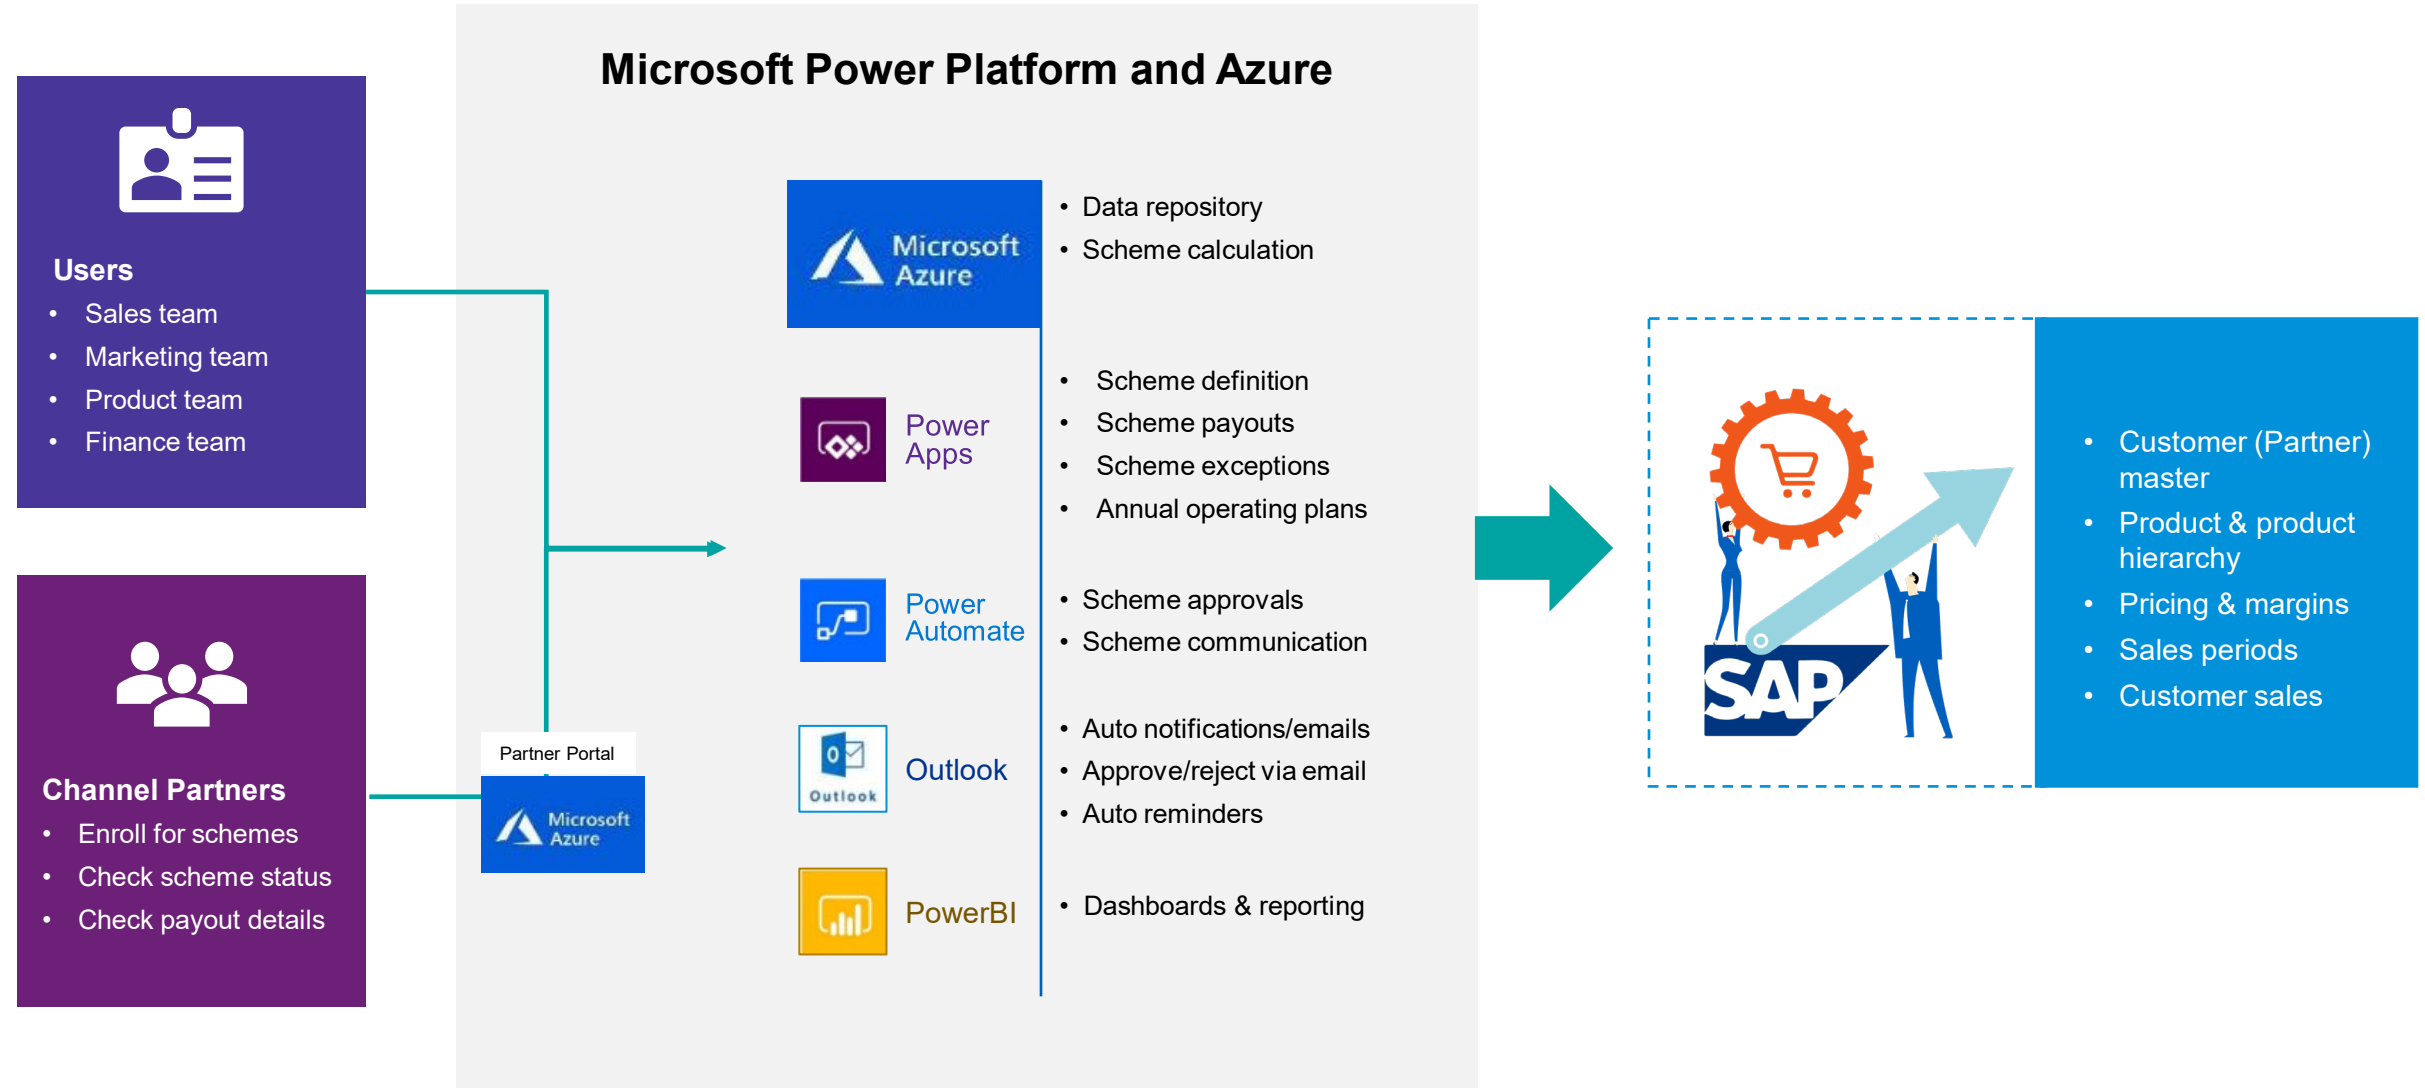 Microsoft Power Platform and Azure
Users
• Sales team
• Marketing team
• Product team
• Finance team
Channel Partners
• Enroll for schemes
• Check scheme status
• Check payout details
Partner Portal
Microsoft
Azure
Microsoft
Azure
• Data repository
• Scheme calculation
Power
Apps
• Scheme definition
• Scheme payouts
• Scheme exceptions
• Annual operating plans
Power
Automate
• Scheme approvals
• Scheme communication
Outlook
Outlook
• Auto notifications/emails
• Approve/reject via email
• Auto reminders
PowerBI
• Dashboards & reporting
SAP
• Customer (Partner)
master
• Product & product
hierarchy
• Pricing & margins
• Sales periods
• Customer sales